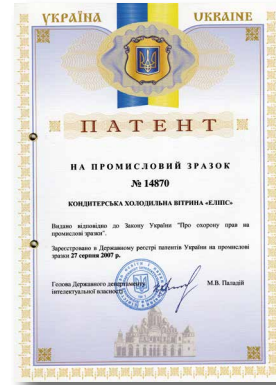 УКРАЇНА
UKRAINE
ПАТЕНТ
НА ПРОМИСЛОВИЙ ЗРАЗОК
№ 14870
КОНДИТЕРСЬКА ХОЛОДИЛЬНА ВІТРИНА «ЕЛІПС»
Видано відповідно до Закону України "Про охорону прав на
промислові зразки".
Зареєстровано в Державному реєстрі патентів України на промислові
зразки 27 серпня 2007 р.
Голова Державного департаменту
інтелектуальної власності
М.В. Паладій